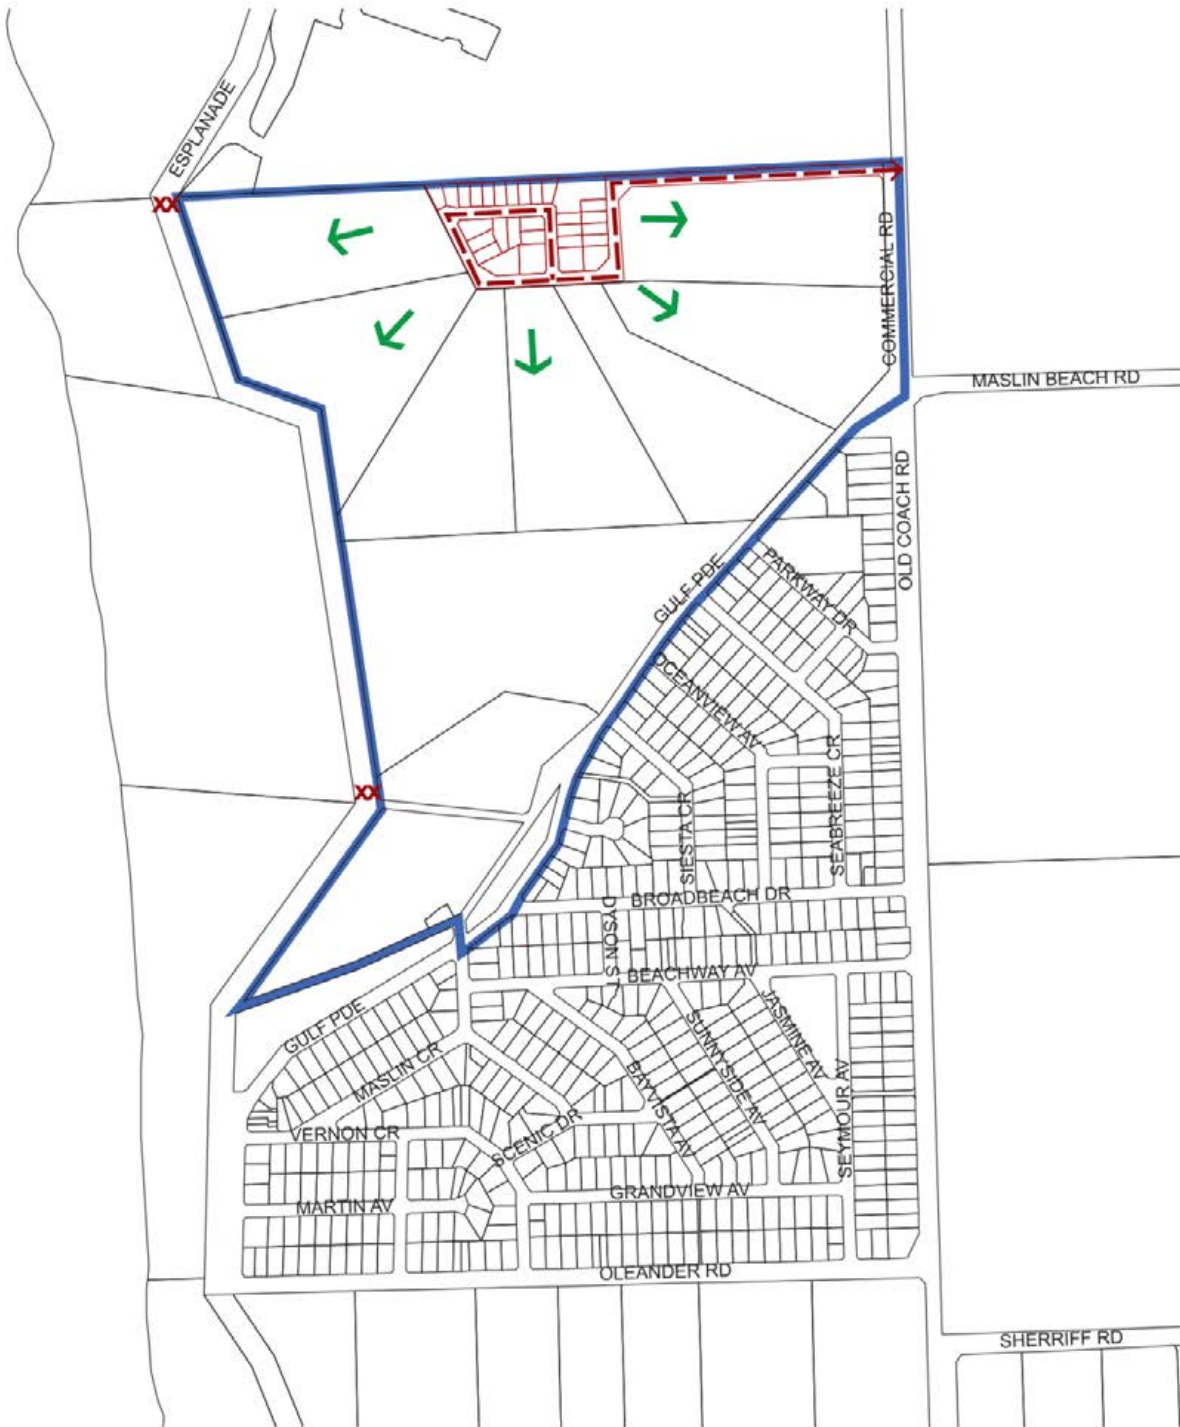 ESPLANADE
XX
COMMERCIAL RD
MASLIN BEACH RD
OLD COACH RD
GULF PDE
PARKWAY DR
OCEANVIEW AV
SEABREEZE CR
XX
SIESTA CR
BROADBEACH DR
DYSON ST
BEACHWAY AV
GULF PDE
MASLIN CR
SUNNYSIDE AV
JASMINE AV
BAYVISTA AV
SEYMOUR AV
VERNON CR
SCENIC DR
MARTIN AV
GRANDVIEW AV
OLEANDER RD
SHERRIFF RD